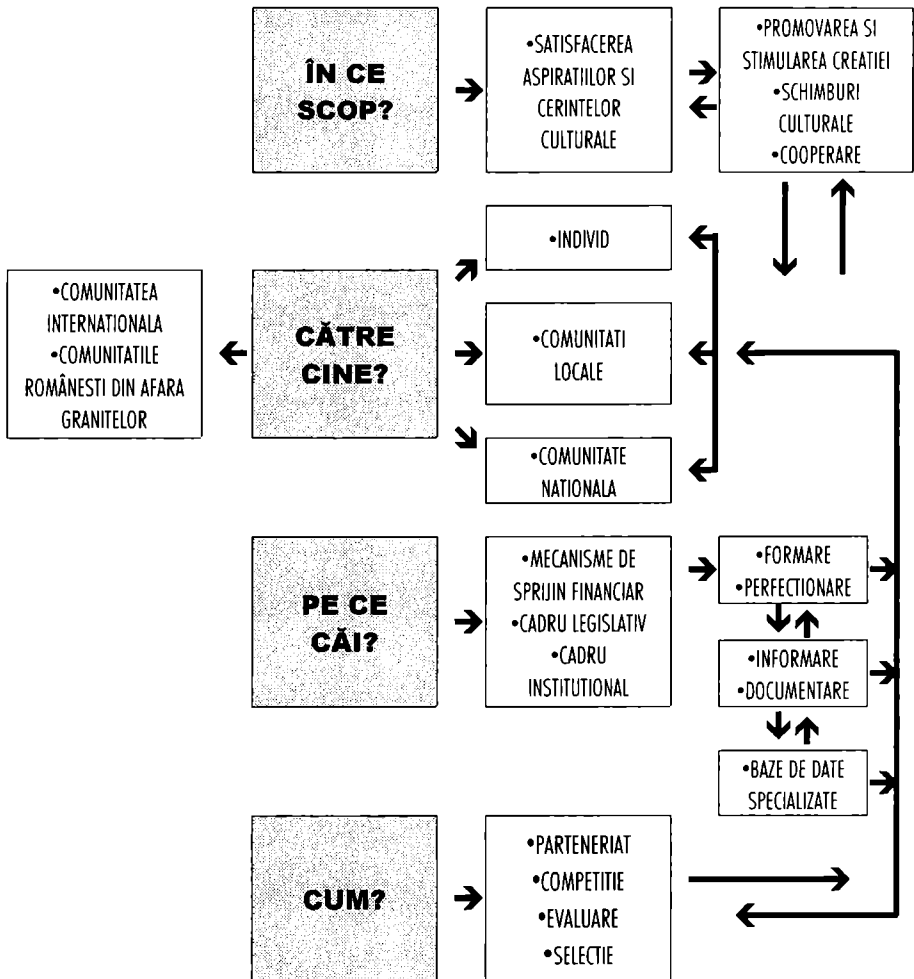 ÎN CE
SCOP?
•SATISFACEREA
ASPIRATIILOR SI
CERINTELOR
CULTURALE
•PROMOVAREA SI
STIMULAREA CREATIEI
•SCHIMBURI
CULTURALE
•COOPERARE
•COMUNITATEA
INTERNATIONALA
•COMUNITATILE
ROMÂNESTI DIN AFARA
GRANITELOR
CĂTRE
CINE?
•INDIVID
•COMUNITATI
LOCALE
•COMUNITATE
NATIONALA
PE CE
CĂI?
•MECANISME DE
SPRIJIN FINANCIAR
•CADRU LEGISLATIV
•CADRU
INSTITUTIONAL
•FORMARE
•PERFECTIONARE
•INFORMARE
•DOCUMENTARE
•BAZE DE DATE
SPECIALIZATE
CUM?
•PARTENERIAT
•COMPETITIE
•EVALUARE
•SELECTIE